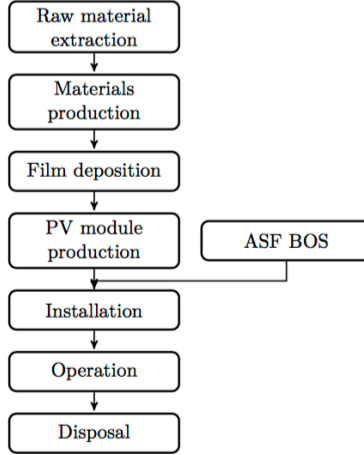 Raw material
extraction
Materials
production
Film deposition
PV module
production
ASF BOS
Installation
Operation
Disposal